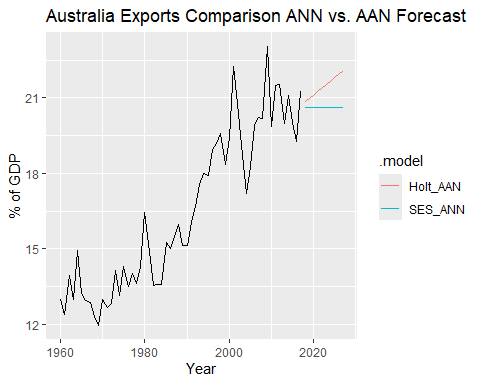 Australia Exports Comparison ANN vs. AAN Forecast
% of GDP
21
18
15
12
1960
1980
2000
2020
Year
.model
Holt_AAN
SES_ANN